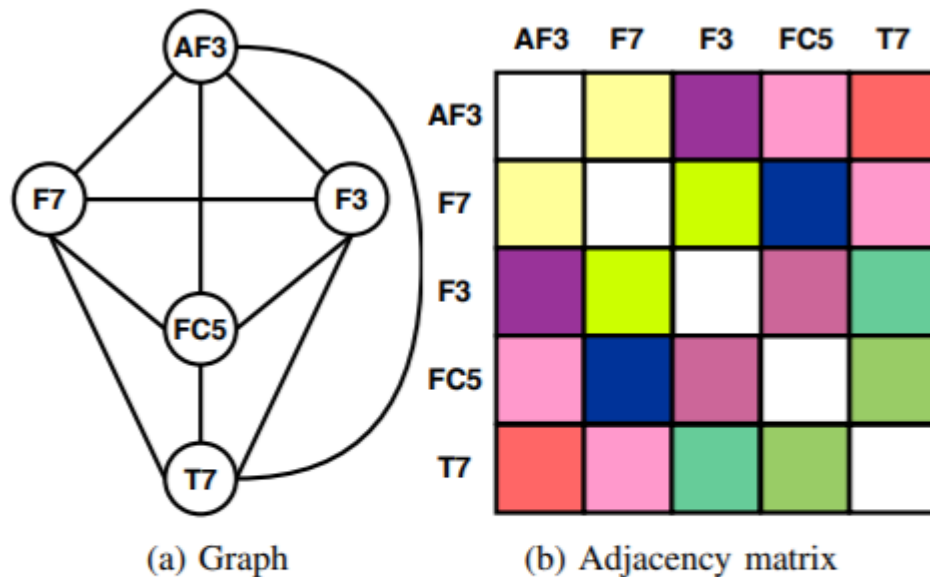 AF3
F7
F3
FC5
T7
(a) Graph
AF3 F7 F3 FC5 T7
AF3
F7
F3
FC5
T7
(b) Adjacency matrix